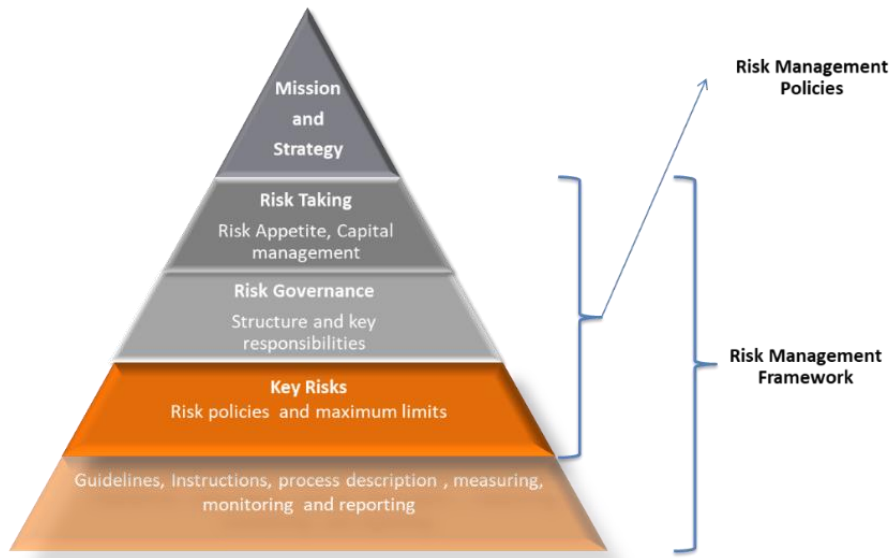 Mission
and
Strategy
Risk Taking
Risk Appetite, Capital
management
Risk Governance
Structure and key
responsibilities
Key Risks
Risk policies and maximum limits
Guidelines, Instructions, process description , measuring,
monitoring and reporting
Risk Management
Policies
Risk Management
Framework